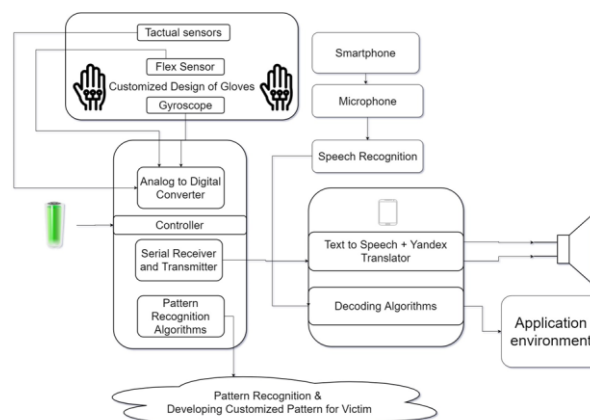 Tactual sensors
Flex Sensor
Customized Design of Gloves
Gyroscope
Smartphone
Microphone
Speech Recognition
Analog to Digital
Converter
Controller
Serial Receiver
and Transmitter
Pattern
Recognition
Algorithms
Text to Speech + Yandex
Translator
Decoding Algorithms
Application
environment
Pattern Recognition &
Developing Customized Pattern for Victim